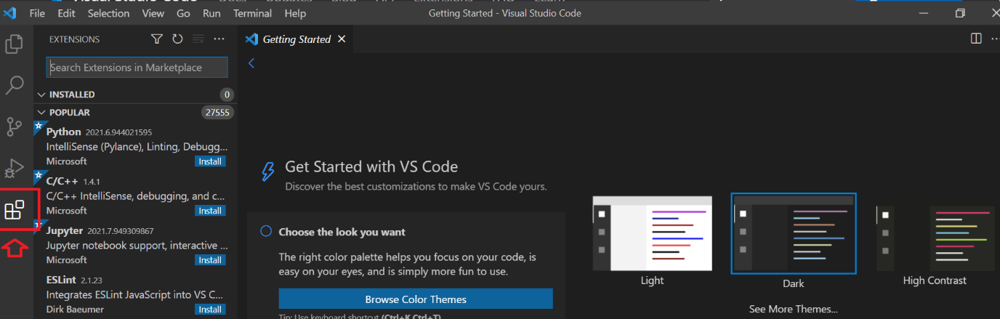 File Edit Selection View Go Run Terminal Help
Getting Started - Visual Studio Code
EXTENSIONS
Search Extensions in Marketplace
INSTALLED 0
POPULAR 27555
Python 2021.6.944021595
IntelliSense (Pylance), Linting, Debugg...
Microsoft Install
C/C++ 1.4.1
C/C++ IntelliSense, debugging, and c...
Microsoft Install
Jupyter 2021.7.949309867
Jupyter notebook support, interactive ...
Microsoft Install
ESLint 2.1.23
Integrates ESLint JavaScript into VS C...
Dirk Baeumer Install
Getting Started
Get Started with VS Code
Discover the best customizations to make VS Code yours.
Choose the look you want
The right color palette helps you focus on your code, is
easy on your eyes, and is simply more fun to use.
Browse Color Themes
Tip: Use keyboard shortcut (Ctrl+K Ctrl+T)
Light
Dark
High Contrast
See More Themes...